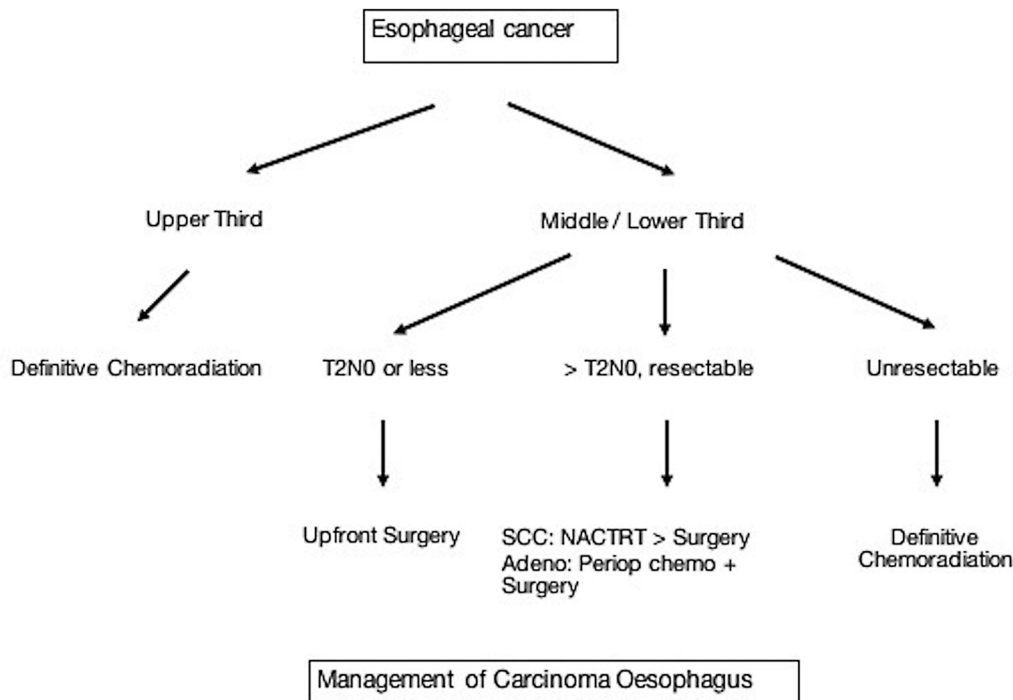 Esophageal cancer
Upper Third
Middle / Lower Third
Definitive Chemoradiation
T2N0 or less
> T2N0, resectable
Unresectable
Upfront Surgery
SCC: NACTRT > Surgery
Adeno: Periop chemo +
Surgery
Definitive
Chemoradiation
Management of Carcinoma Oesophagus